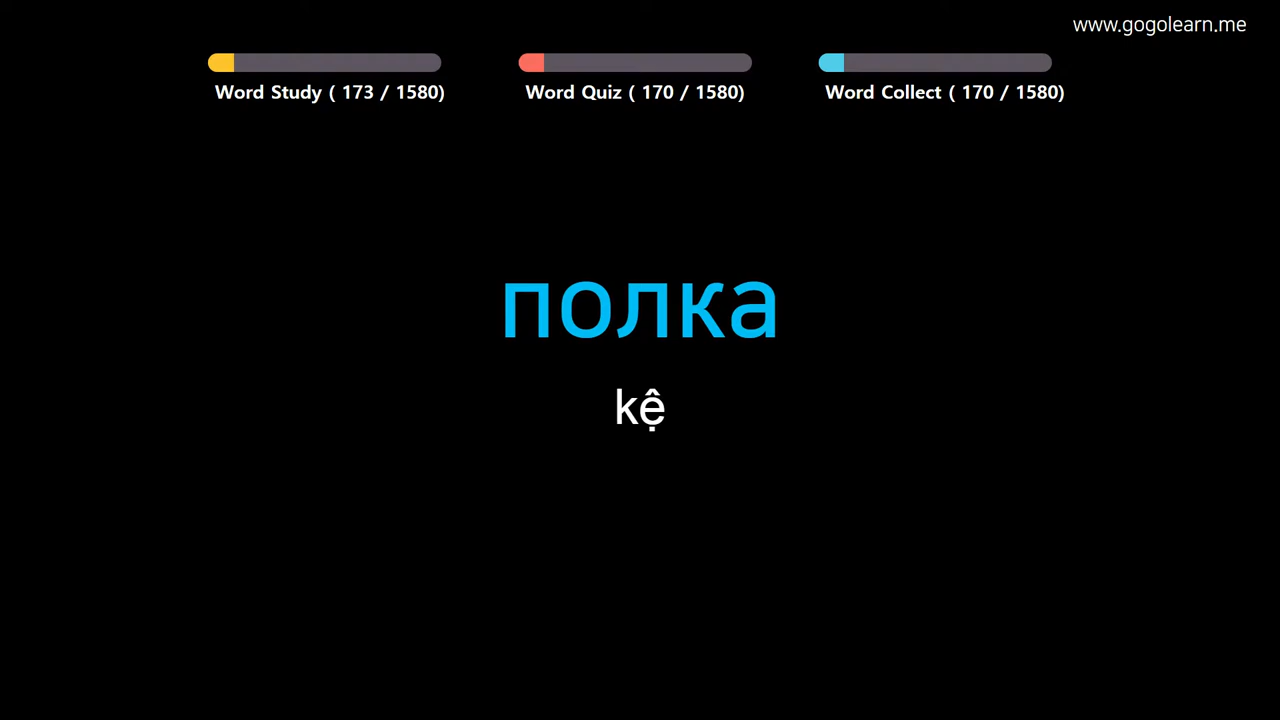 www.gogolearn.me
Word Study ( 173 / 1580)
Word Quiz ( 170 / 1580)
Word Collect ( 170 / 1580)
полка
kệ